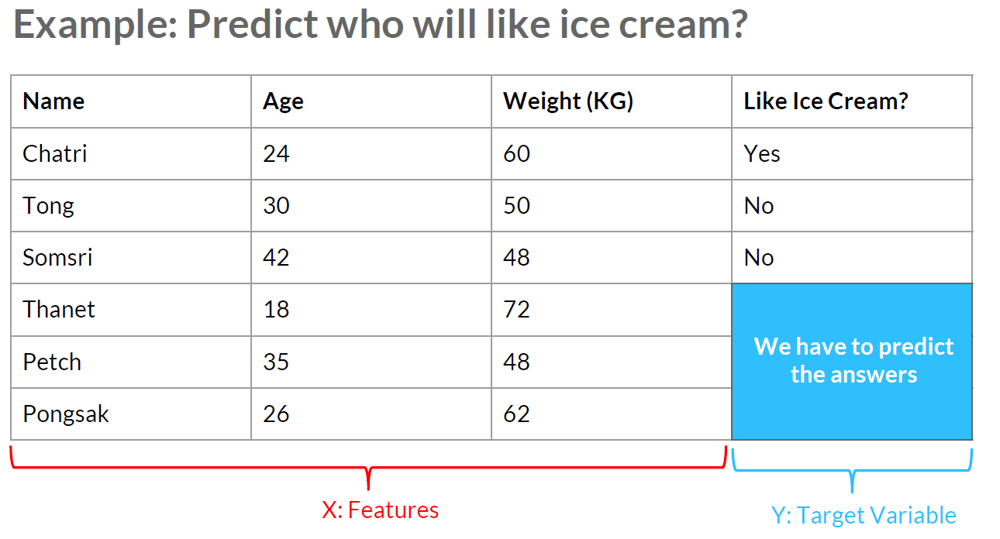 Example: Predict who will like ice cream?
Name Age Weight (KG) Like Ice Cream?
Chatri 24 60 Yes
Tong 30 50 No
Somsri 42 48 No
Thanet 18 72
We have to predict
the answers
Petch 35 48
Pongsak 26 62
X: Features
Y: Target Variable